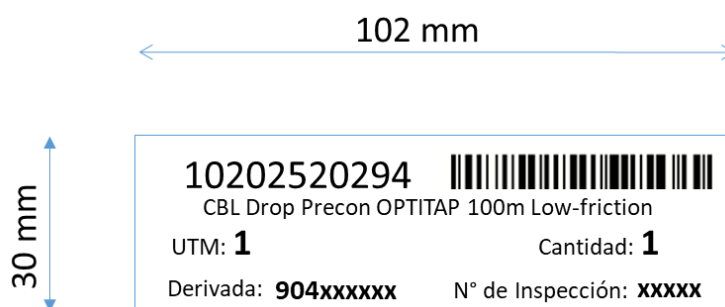 102 mm
30 mm
10202520294
CBL Drop Precon OPTITAP 100m Low-friction
UTM: 1 Cantidad: 1
Derivada: 904xxxxxx N° de Inspección: xxxxx